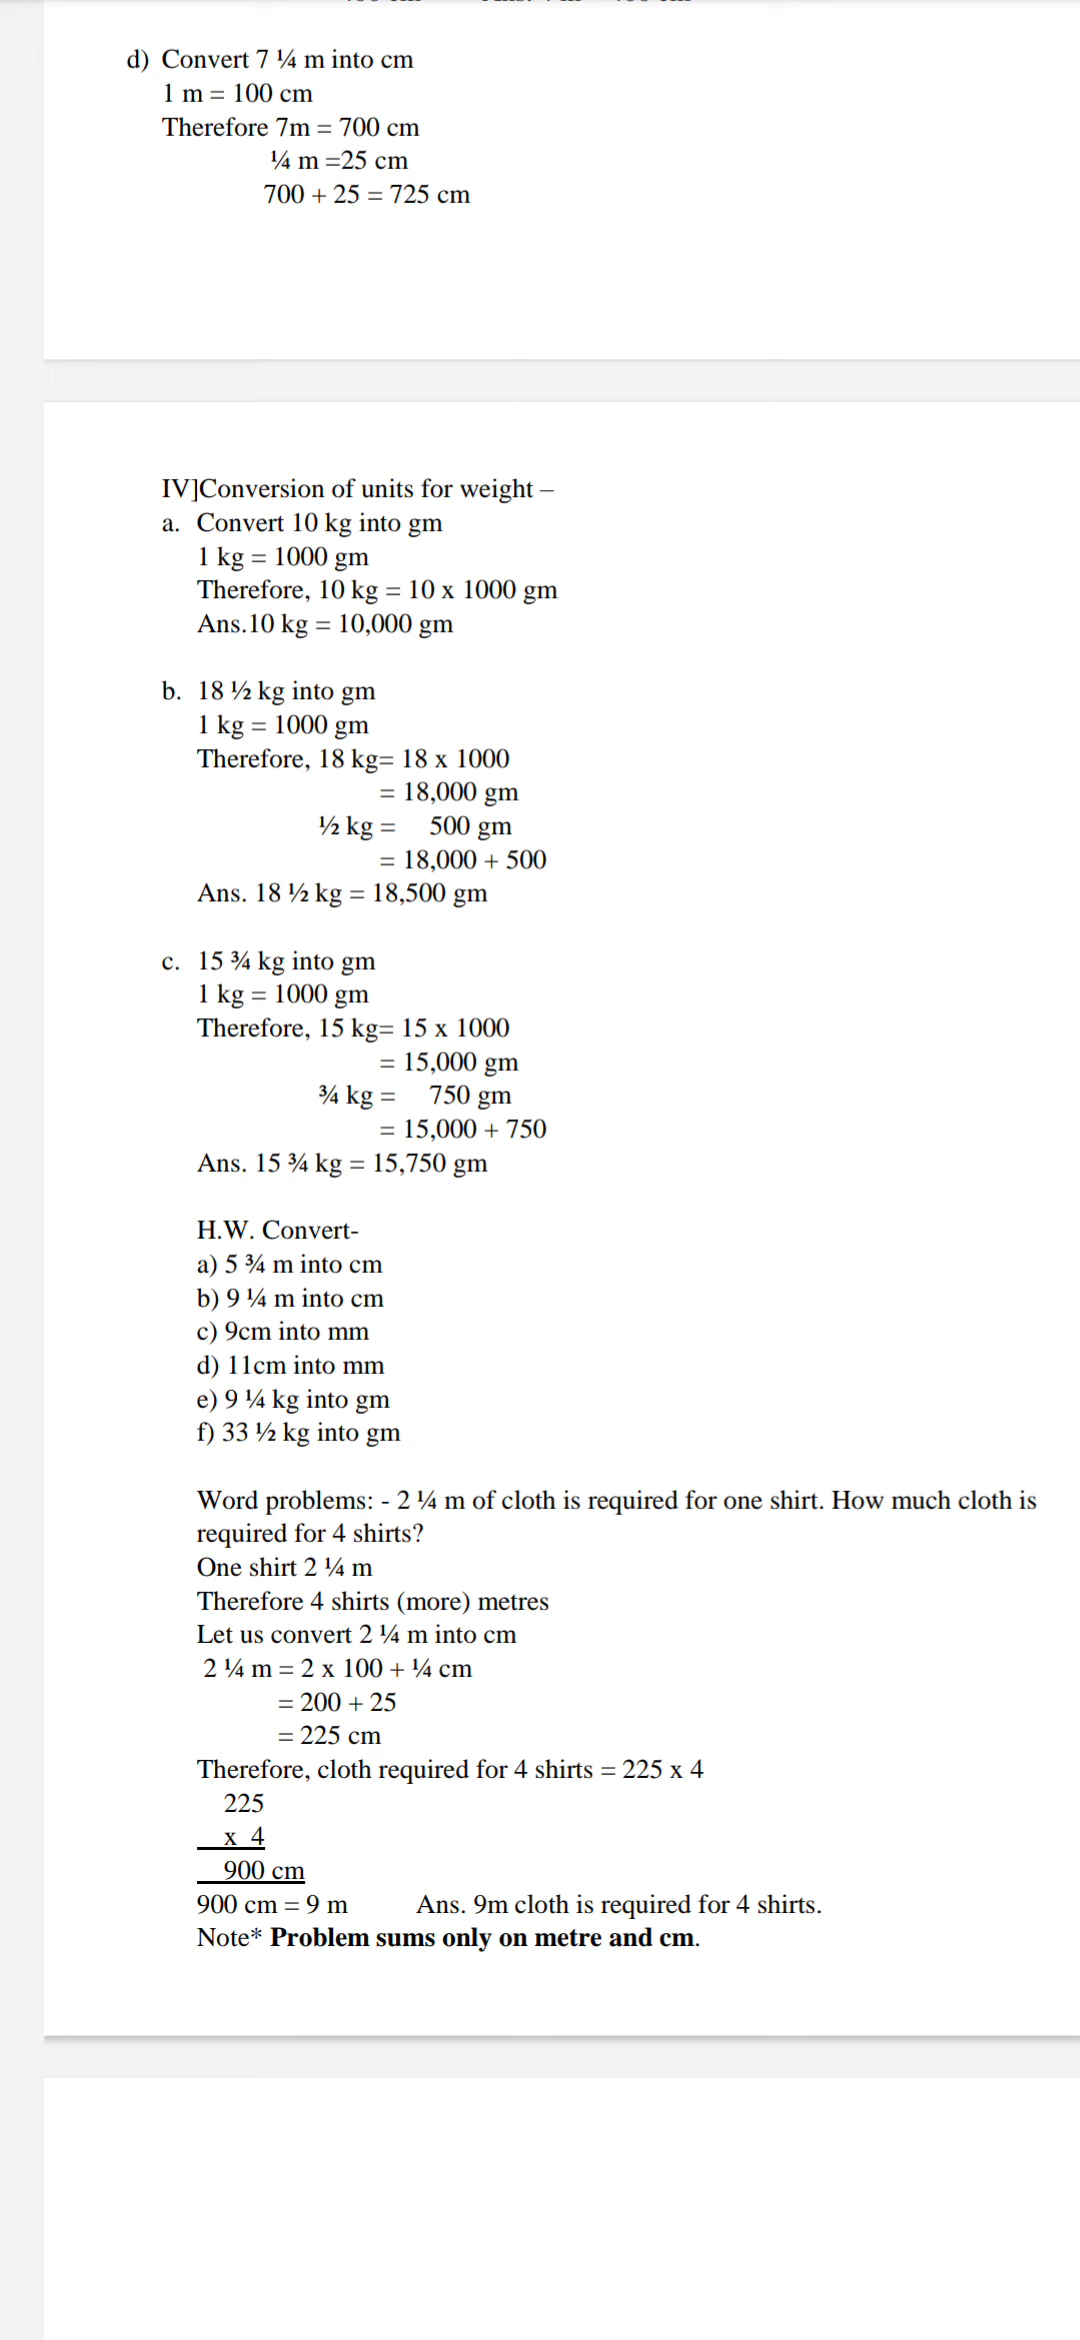 d) Convert 7 ¼ m into cm
1 m = 100 cm
Therefore 7m = 700 cm
¼ m =25 cm
700 + 25 = 725 cm
IV]Conversion of units for weight –
a. Convert 10 kg into gm
1 kg = 1000 gm
Therefore, 10 kg = 10 x 1000 gm
Ans.10 kg = 10,000 gm
b. 18 ½ kg into gm
1 kg = 1000 gm
Therefore, 18 kg= 18 x 1000
= 18,000 gm
½ kg = 500 gm
= 18,000 + 500
Ans. 18 ½ kg = 18,500 gm
c. 15 ¾ kg into gm
1 kg = 1000 gm
Therefore, 15 kg= 15 x 1000
= 15,000 gm
¾ kg = 750 gm
= 15,000 + 750
Ans. 15 ¾ kg = 15,750 gm
H.W. Convert-
a) 5 ¾ m into cm
b) 9 ¼ m into cm
c) 9cm into mm
d) 11cm into mm
e) 9 ¼ kg into gm
f) 33 ½ kg into gm
Word problems: - 2 ¼ m of cloth is required for one shirt. How much cloth is
required for 4 shirts?
One shirt 2 ¼ m
Therefore 4 shirts (more) metres
Let us convert 2 ¼ m into cm
2 ¼ m = 2 x 100 + ¼ cm
= 200 + 25
= 225 cm
Therefore, cloth required for 4 shirts = 225 x 4
225
x 4
900 cm
900 cm = 9 m Ans. 9m cloth is required for 4 shirts.
Note* Problem sums only on metre and cm.